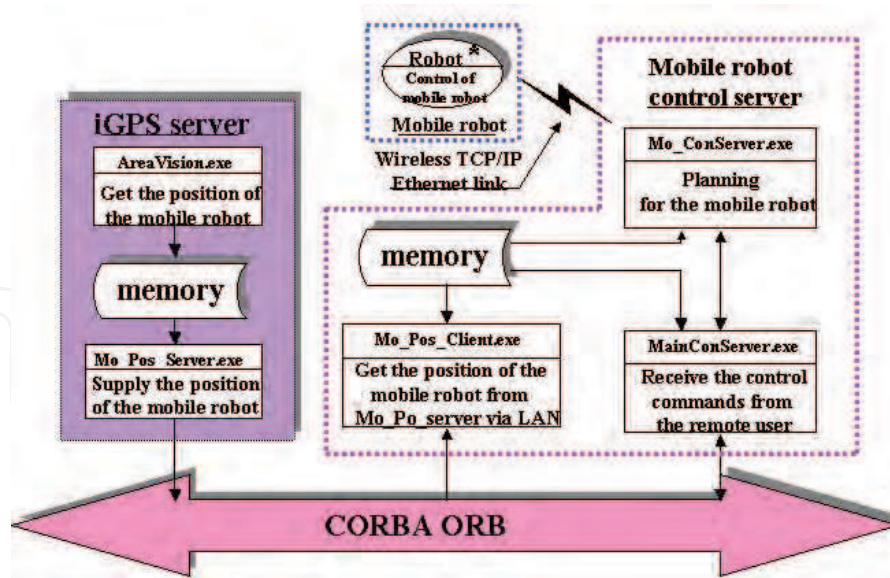 iGPS server
AreaVision.exe
Get the position of
the mobile robot
memory
Mo_Pos_Server.exe
Supply the position
of the mobile robot
Robot *
Control of
mobile robot
Mobile robot
Wireless TCP/IP
Ethernet link
Mobile robot
control server
Mo_ConServer.exe
Planning
for the mobile robot
memory
Mo_Pos_Client.exe
Get the position of the
mobile robot from
Mo_Po_server via LAN
MainConServer.exe
Receive the control
commands from
the remote user
CORBA ORB